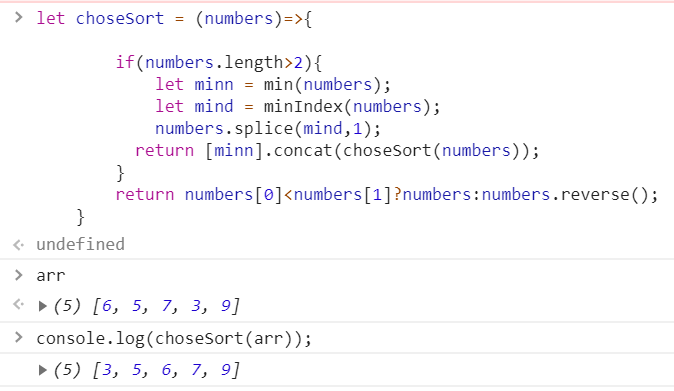 > let choseSort = (numbers)=>{
if(numbers.length>2){
let minn = min(numbers);
let mind = minIndex(numbers);
numbers.splice(mind,1);
return [minn].concat(choseSort(numbers));
}
return numbers[0]<numbers[1]?numbers:numbers.reverse();
}
undefined
> arr
(5) [6, 5, 7, 3, 9]
> console.log(choseSort(arr));
(5) [3, 5, 6, 7, 9]